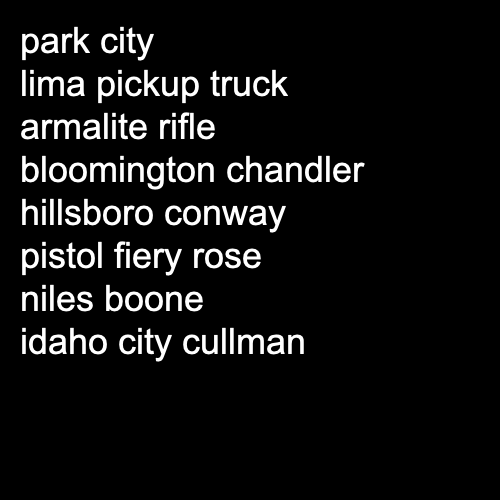 park city
lima pickup truck
armalite rifle
bloomington chandler
hillsboro conway
pistol fiery rose
niles boone
idaho city cullman